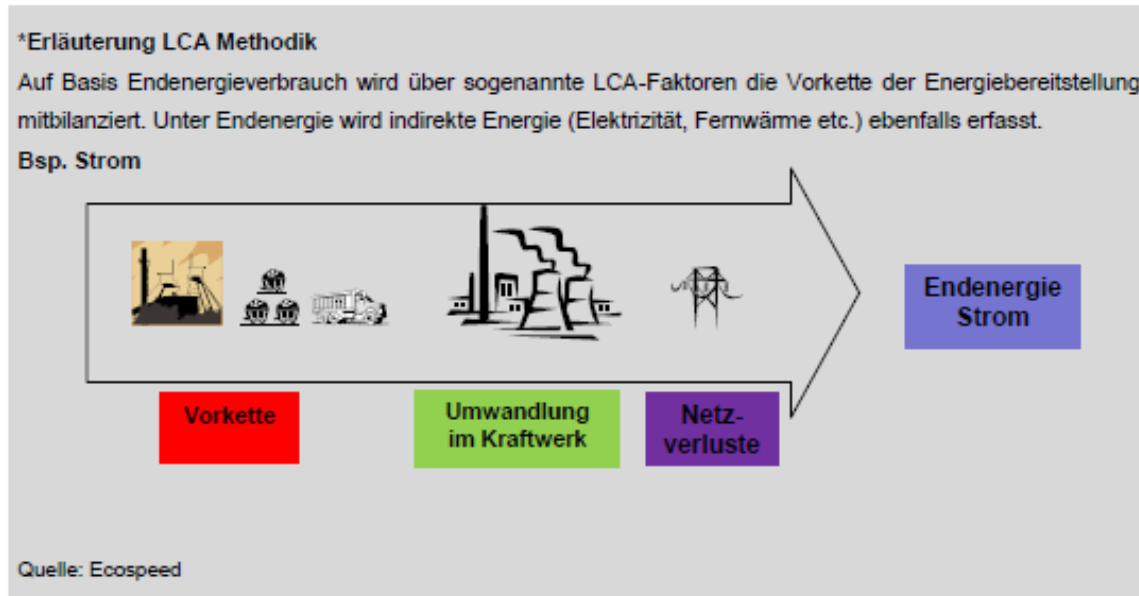 *Erläuterung LCA Methodik
Auf Basis Endenergieverbrauch wird über sogenannte LCA-Faktoren die Vorkette der Energiebereitstellung
mitbilanziert. Unter Endenergie wird indirekte Energie (Elektrizität, Fernwärme etc.) ebenfalls erfasst.
Bsp. Strom
Vorkette
Umwandlung
im Kraftwerk
Netz-
verluste
Endenergie
Strom
Quelle: Ecospeed